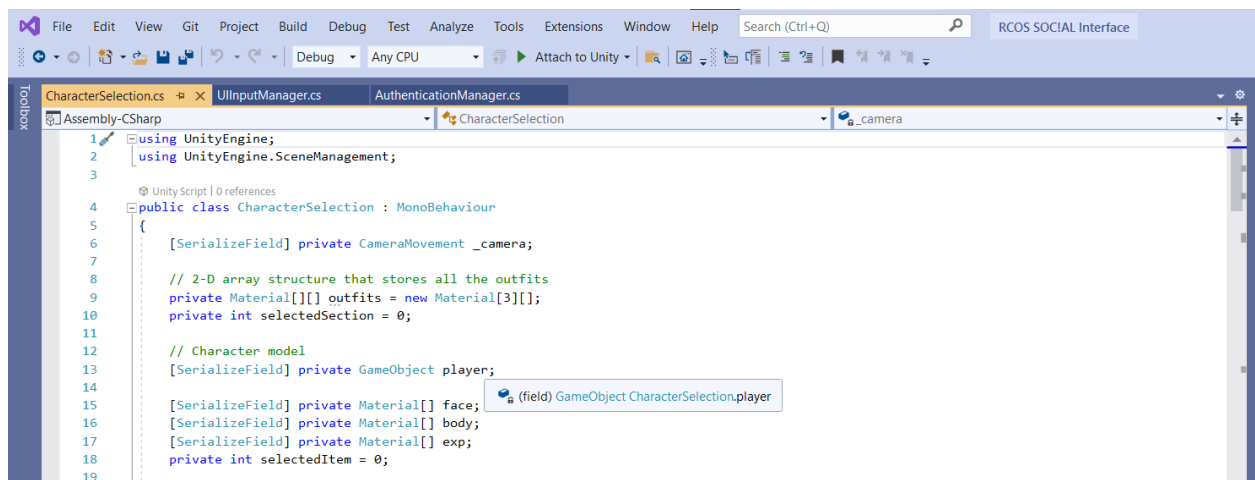 File Edit View Git Project Build Debug Test Analyze Tools Extensions Window Help Search (Ctrl+Q) RCOS SOC!AL Interface
Debug Any CPU Attach to Unity
Toolbox
CharacterSelection.cs UIInputManager.cs AuthenticationManager.cs
Assembly-CSharp CharacterSelection _camera
1 using UnityEngine;
2 using UnityEngine.SceneManagement;
3
Unity Script | 0 references
4 public class CharacterSelection : MonoBehaviour
5 {
6 [SerializeField] private CameraMovement _camera;
7
8 // 2-D array structure that stores all the outfits
9 private Material[][] outfits = new Material[3][];
10 private int selectedSection = 0;
11
12 // Character model
13 [SerializeField] private GameObject player;
14
(field) GameObject CharacterSelection.player
15 [SerializeField] private Material[] face;
16 [SerializeField] private Material[] body;
17 [SerializeField] private Material[] exp;
18 private int selectedItem = 0;
19